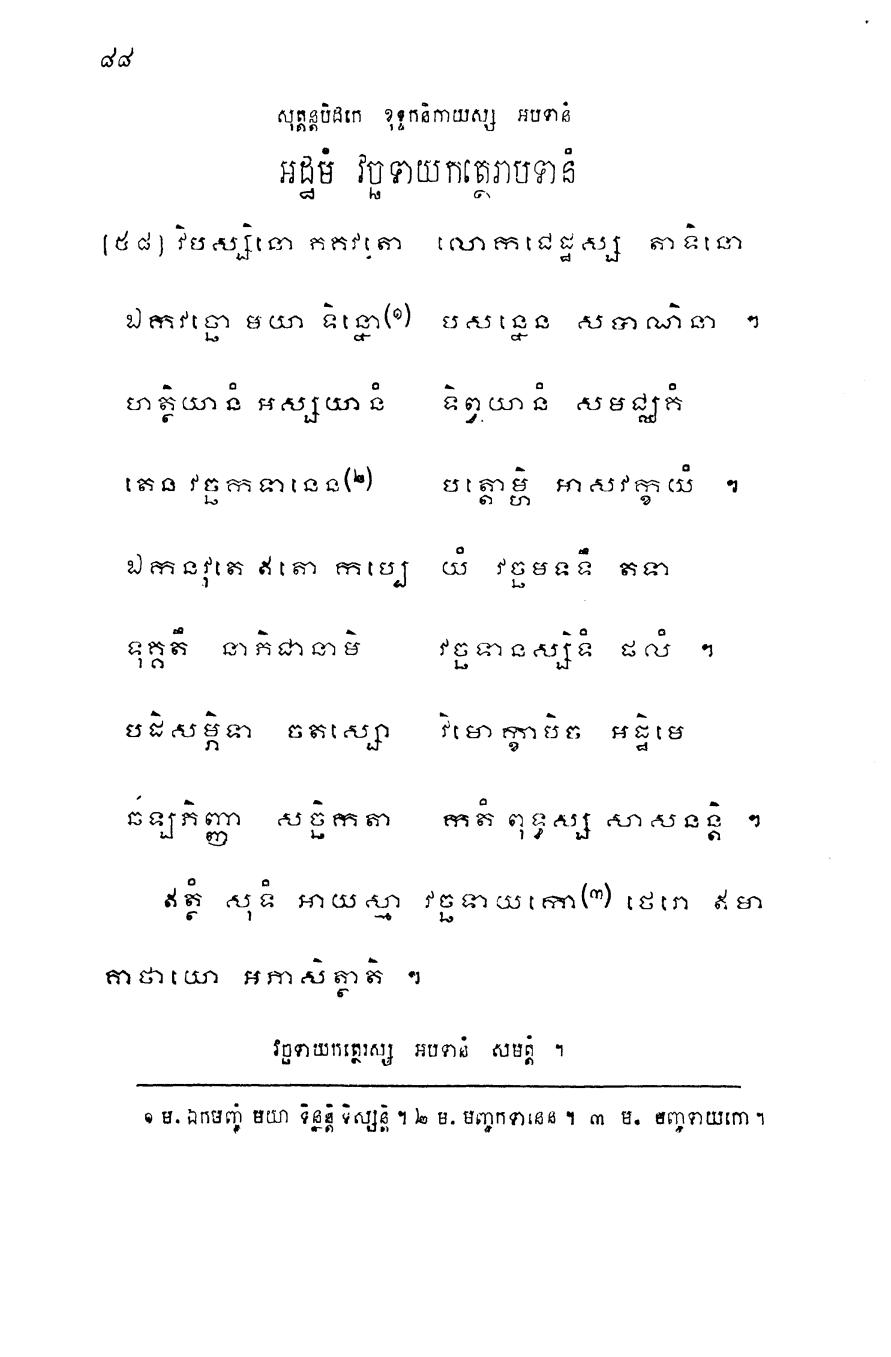 ៨៨
សុត្តន្តបិដកេ ខុទ្ទកនិកាយស្ស អបទានំ
អដ្ឋមំ វច្ចទាយកត្ថេរាបទានំ
[៥៨] វិបស្សិនោ ភគវតោ លោកជេដ្ឋស្ស តាទិនោ
ឯកវច្ចោ មយា ទិន្នោ(១) បសន្នេន សបាណិនា ។
ហត្ថិយានំ អស្សយានំ ទិព្វយានំ សមជ្ឈគំ
តេន វច្ចកទានេន(២) បត្តោម្ហិ អាសវក្ខយំ ។
ឯកនវុតេ ឥតោ កប្បេ យំ វច្ចមទទឹ តទា
ទុគ្គតឹ នាភិជានាមិ វច្ចទានស្សិទំ ផលំ ។
បដិសម្ភិទា ចតស្សោ វិមោក្ខាបិច អដ្ឋិមេ
ឆឡភិញ្ញា សច្ឆិកតា កតំ ពុទ្ធស្ស សាសនន្តិ ។
ឥត្ថំ សុទំ អាយស្មា វច្ចទាយកោ(៣) ថេរោ ឥមា
គាថាយោ អភាសិត្ថាតិ ។
វច្ចទាយកត្ថេរស្ស អបទានំ សមត្តំ ។
១ ម. ឯកមញ្ចំ មយា ទិន្នន្តិ ទិស្សន្តិ ។ ២ ម. មញ្ចកទានេន ។ ៣ ម. មញ្ចទាយកោ ។